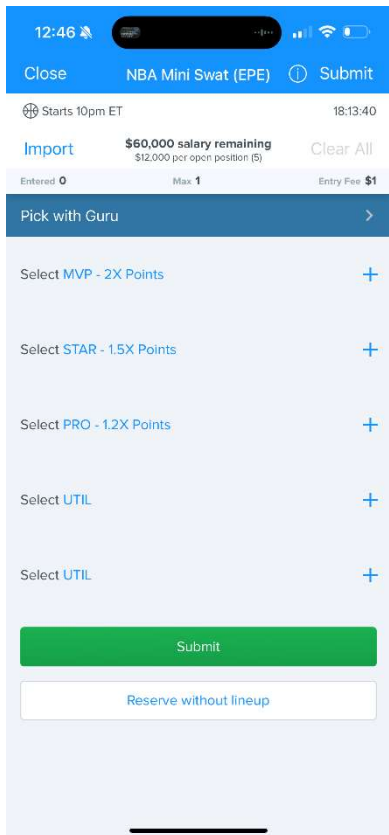 12:46
Close NBA Mini Swat (EPE) Submit
Starts 10pm ET 18:13:40
Import $60,000 salary remaining Clear All
$12,000 per open position (5)
Entered 0 Max 1 Entry Fee $1
Pick with Guru
Select MVP - 2X Points
Select STAR - 1.5X Points
Select PRO - 1.2X Points
Select UTIL
Select UTIL
Submit
Reserve without lineup